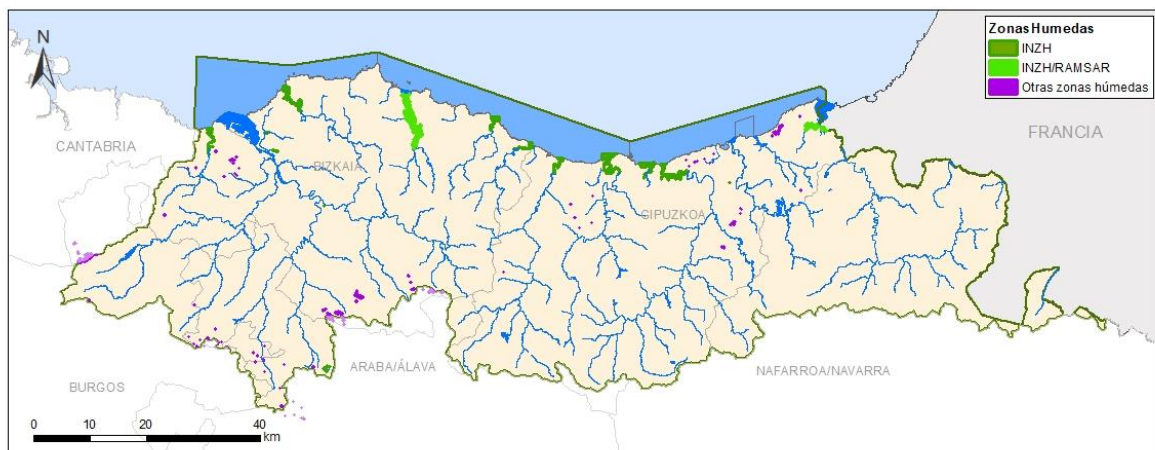 N
Zonas Humedas
INZH
INZH/RAMSAR
Otras zonas húmedas
FRANCIA
CANTABRIA
BIZKAIA
GIPUZKOA
ARABA/ÁLAVA
NAFARROA/NAVARRA
BURGOS
0 10 20 40
km